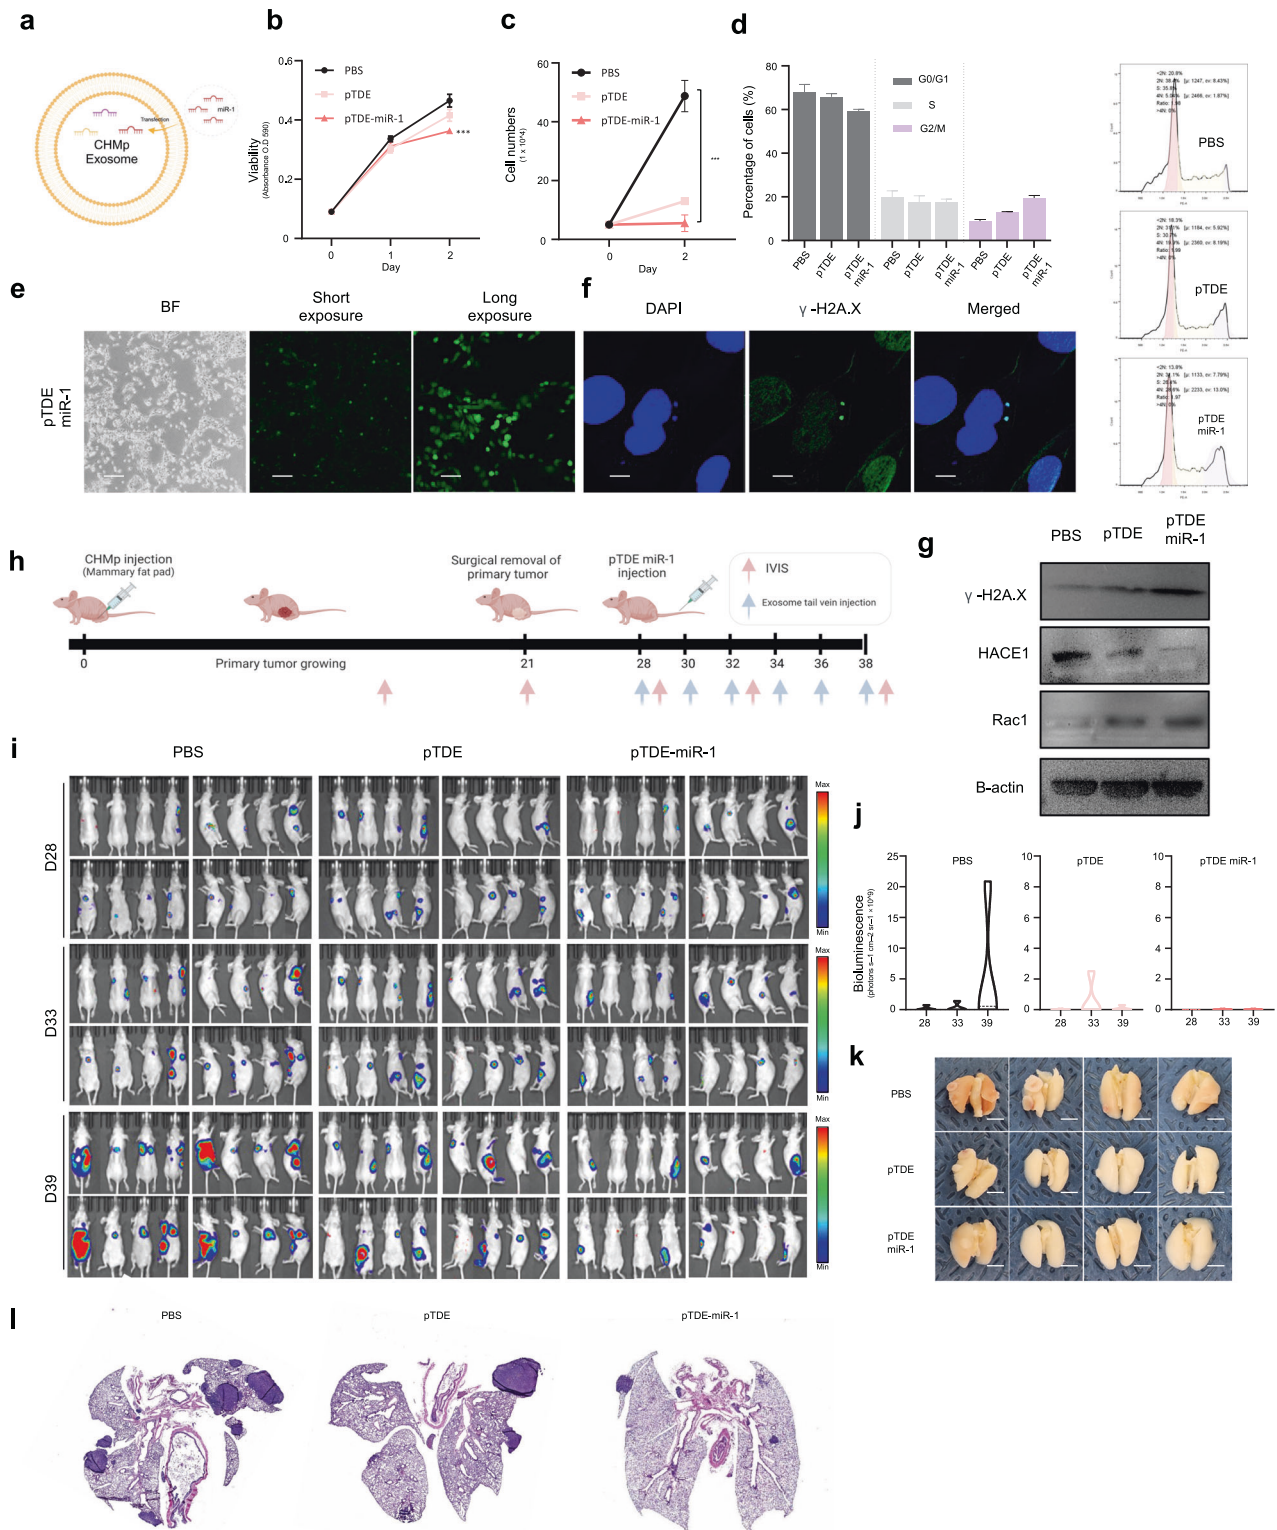 a
miR-1
Transfection
CHMp
Exosome
b
0.6
0.4
0.2
0
Viability
(Absorbance O.D 590)
PBS
pTDE
pTDE-miR-1
***
0
1
2
Day
c
60
40
20
0
Cell numbers
(1 x 10^4)
PBS
pTDE
pTDE-miR-1
***
0
2
Day
d
80
60
40
20
0
Percentage of cells (%)
G0/G1
S
G2/M
PBS
pTDE
pTDE
miR-1
PBS
pTDE
pTDE
miR-1
PBS
pTDE
pTDE
miR-1
<2N: 20.8%
PBS
<2N: 18.3%
pTDE
<2N: 13.8%
pTDE
miR-1
e
BF
Short
exposure
Long
exposure
pTDE
miR-1
f
DAPI
γ-H2A.X
Merged
g
PBS
pTDE
pTDE
miR-1
γ-H2A.X
HACE1
Rac1
B-actin
h
CHMp injection
(Mammary fat pad)
Surgical removal of
primary tumor
pTDE miR-1
injection
IVIS
Exosome tail vein injection
0
Primary tumor growing
21
28
30
32
34
36
38
i
PBS
pTDE
pTDE-miR-1
D28
Max
Min
D33
Max
Min
D39
Max
Min
j
PBS
pTDE
pTDE miR-1
Bioluminescence
(photons s–1 cm–2 sr–1 × 10^9)
25
20
15
10
5
0
28
33
39
10
8
6
4
2
0
28
33
39
10
8
6
4
2
0
28
33
39
k
PBS
pTDE
pTDE
miR-1
l
PBS
pTDE
pTDE-miR-1